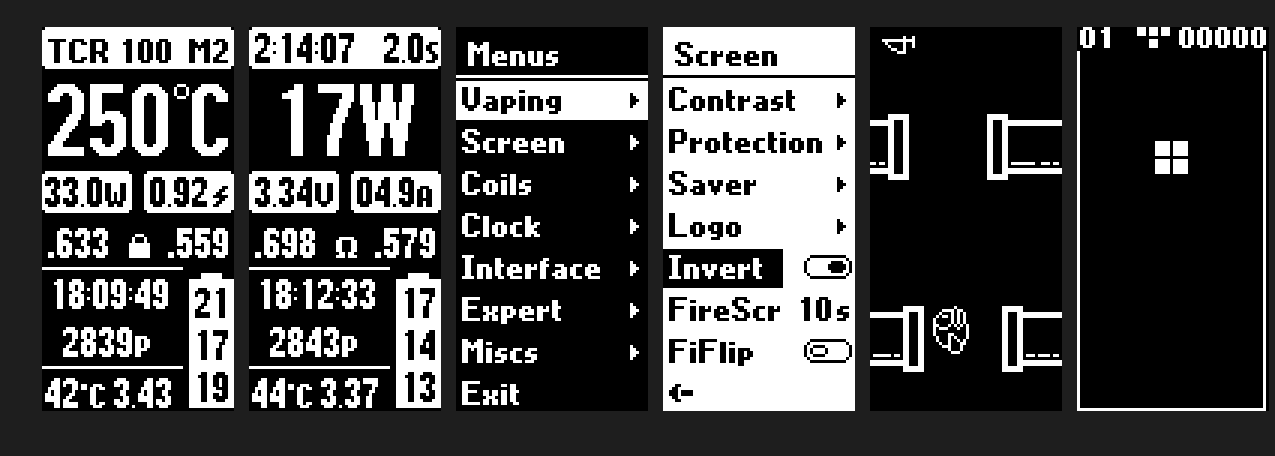 TCR 100 M2
250°C
33.0W 0.92⚡
.633 .559
18:09:49
21
2839P
17
42°C 3.43
19
2:14:07 2.0s
17W
3.34V 04.9A
.698 Ω .579
18:12:33
17
2843P
14
44°C 3.37
13
Menus
Vaping
Screen
Coils
Clock
Interface
Expert
Miscs
Exit
Screen
Contrast
Protection
Saver
Logo
Invert
FireScr 10s
FiFlip
←
01 00000